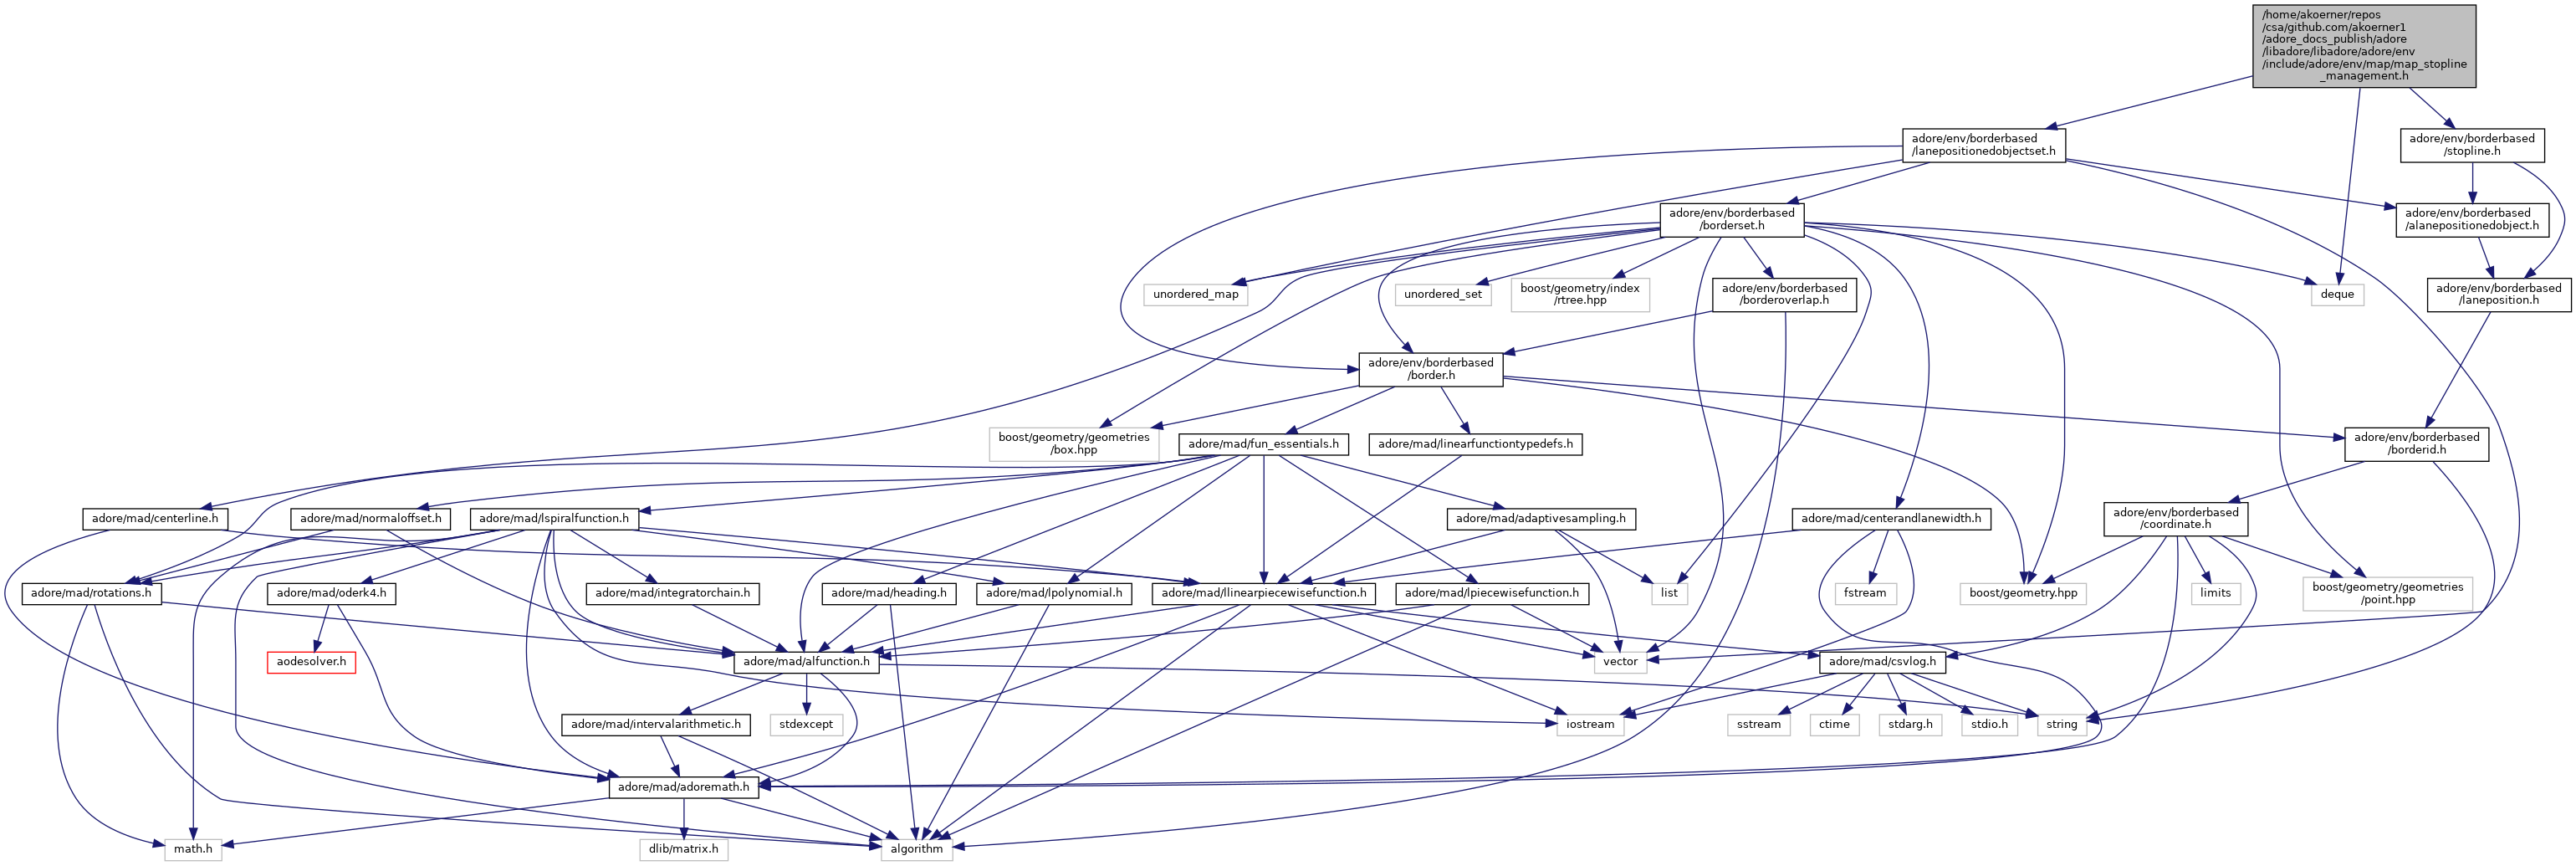 /home/akoerner/repos
/csa/github.com/akoerner1
/adore_docs_publish/adore
/libadore/libadore/adore/env
/include/adore/env/map/map_stopline
_management.h
adore/env/borderbased
/lanepositionedobjectset.h
adore/env/borderbased
/stopline.h
adore/env/borderbased
/borderset.h
adore/env/borderbased
/alanepositionedobject.h
unordered_map
unordered_set
boost/geometry/index
/rtree.hpp
adore/env/borderbased
/borderoverlap.h
deque
adore/env/borderbased
/laneposition.h
adore/env/borderbased
/border.h
boost/geometry/geometries
/box.hpp
adore/mad/fun_essentials.h
adore/mad/linearfunctiontypedefs.h
adore/env/borderbased
/borderid.h
adore/mad/centerline.h
adore/mad/normaloffset.h
adore/mad/lspiralfunction.h
adore/mad/adaptivesampling.h
adore/mad/centerandlanewidth.h
adore/env/borderbased
/coordinate.h
adore/mad/rotations.h
adore/mad/oderk4.h
adore/mad/integratorchain.h
adore/mad/heading.h
adore/mad/lpolynomial.h
adore/mad/llinearpiecewisefunction.h
adore/mad/lpiecewisefunction.h
list
fstream
boost/geometry.hpp
limits
boost/geometry/geometries
/point.hpp
aodesolver.h
adore/mad/alfunction.h
vector
adore/mad/csvlog.h
adore/mad/intervalarithmetic.h
stdexcept
iostream
sstream
ctime
stdarg.h
stdio.h
string
adore/mad/adoremath.h
math.h
dlib/matrix.h
algorithm